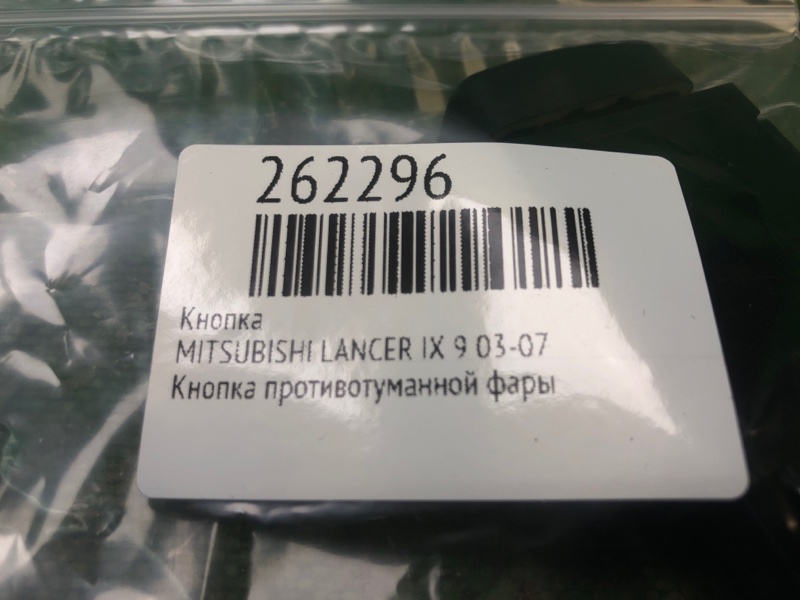 262296
Кнопка
MITSUBISHI LANCER IX 9 03-07
Кнопка противотуманной фары